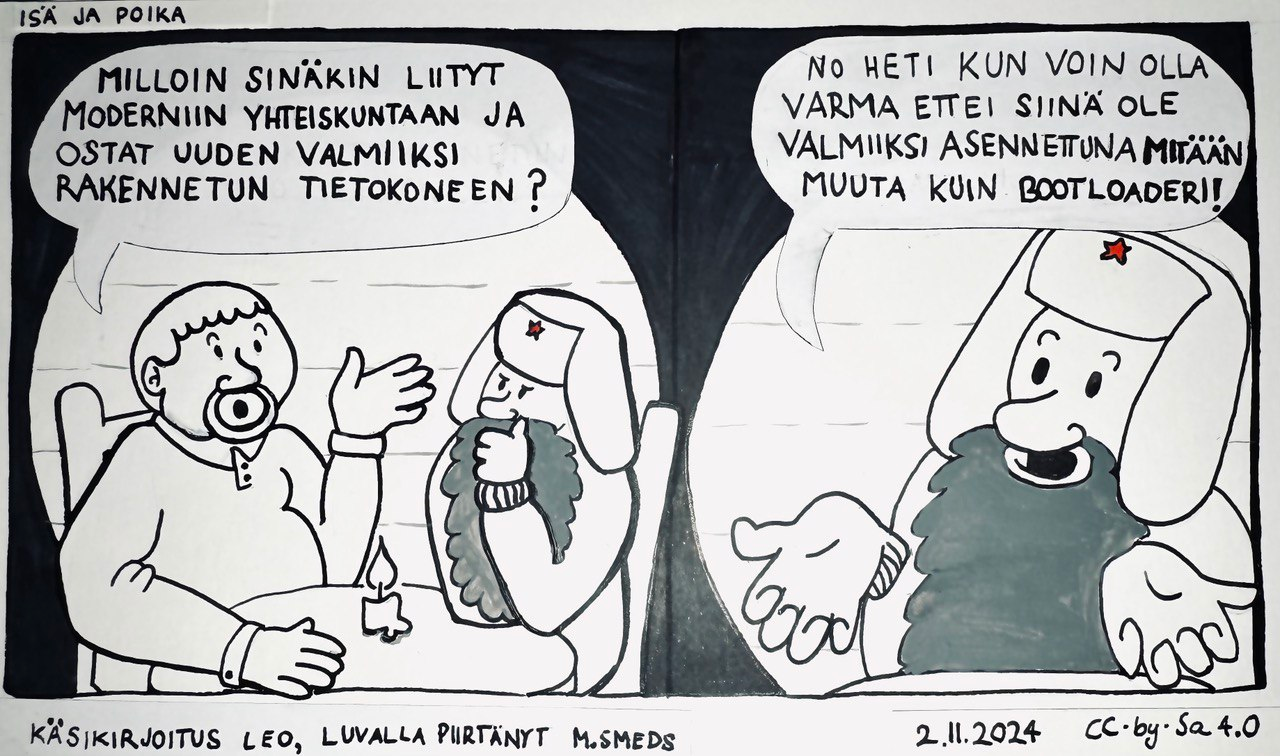 ISÄ JA POIKA
MILLOIN SINÄKIN LIITYT
MODERNIIN YHTEISKUNTAAN JA
OSTAT UUDEN VALMIIKSI
RAKENNETUN TIETOKONEEN?
NO HETI KUN VOIN OLLA
VARMA ETTEI SIINÄ OLE
VALMIIKSI ASENNETTUNA MITÄÄN
MUUTA KUIN BOOTLOADERI!
KÄSIKIRJOITUS LEO, LUVALLA PIIRTÄNYT M.SMEDS
2.11.2024 CC-by-Sa 4.0